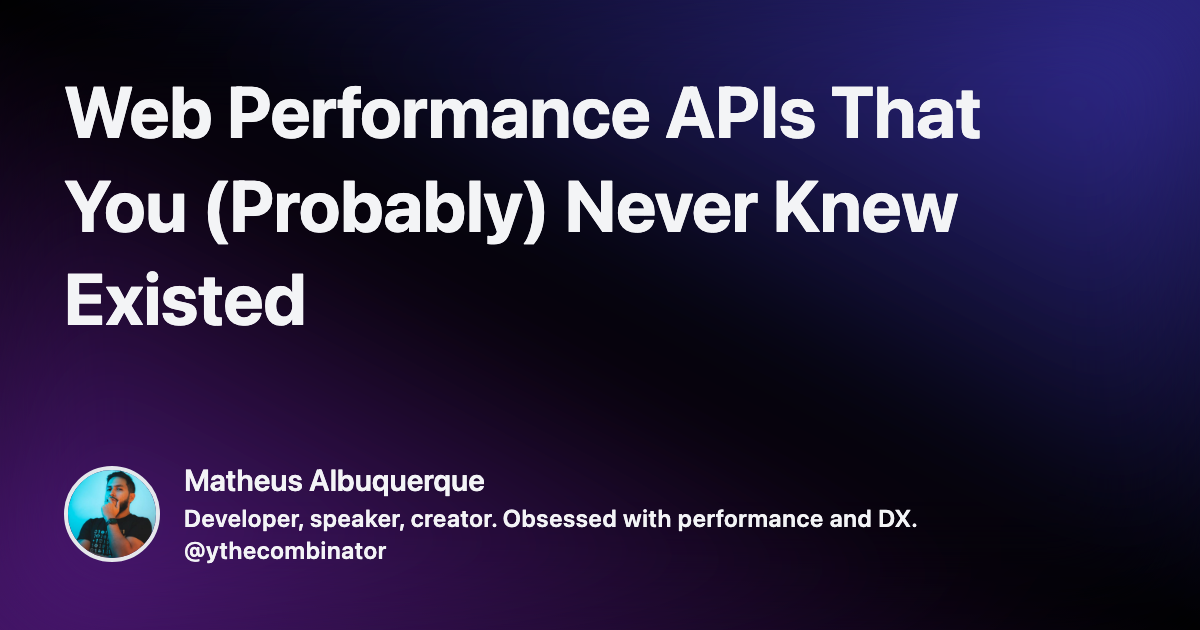 Web Performance APIs That
You (Probably) Never Knew
Existed
Matheus Albuquerque
Developer, speaker, creator. Obsessed with performance and DX.
@ythecombinator